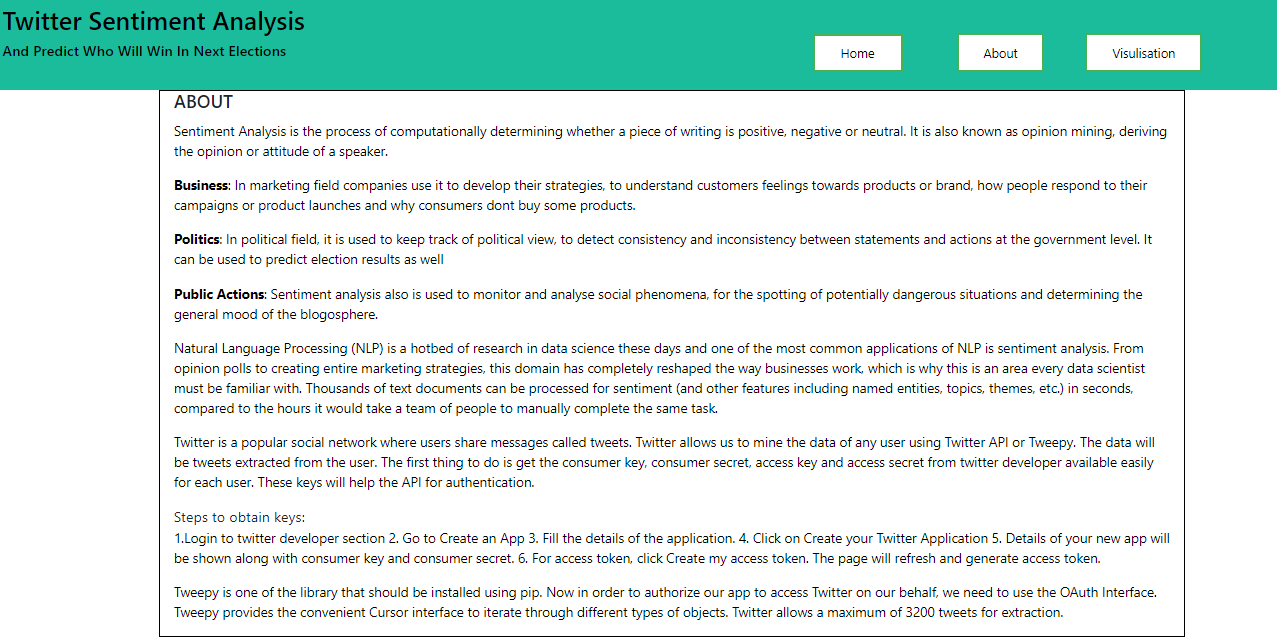 Twitter Sentiment Analysis
And Predict Who Will Win In Next Elections
Home
About
Visulisation
ABOUT
Sentiment Analysis is the process of computationally determining whether a piece of writing is positive, negative or neutral. It is also known as opinion mining, deriving
the opinion or attitude of a speaker.
Business: In marketing field companies use it to develop their strategies, to understand customers feelings towards products or brand, how people respond to their
campaigns or product launches and why consumers dont buy some products.
Politics: In political field, it is used to keep track of political view, to detect consistency and inconsistency between statements and actions at the government level. It
can be used to predict election results as well
Public Actions: Sentiment analysis also is used to monitor and analyse social phenomena, for the spotting of potentially dangerous situations and determining the
general mood of the blogosphere.
Natural Language Processing (NLP) is a hotbed of research in data science these days and one of the most common applications of NLP is sentiment analysis. From
opinion polls to creating entire marketing strategies, this domain has completely reshaped the way businesses work, which is why this is an area every data scientist
must be familiar with. Thousands of text documents can be processed for sentiment (and other features including named entities, topics, themes, etc.) in seconds,
compared to the hours it would take a team of people to manually complete the same task.
Twitter is a popular social network where users share messages called tweets. Twitter allows us to mine the data of any user using Twitter API or Tweepy. The data will
be tweets extracted from the user. The first thing to do is get the consumer key, consumer secret, access key and access secret from twitter developer available easily
for each user. These keys will help the API for authentication.
Steps to obtain keys:
1.Login to twitter developer section 2. Go to Create an App 3. Fill the details of the application. 4. Click on Create your Twitter Application 5. Details of your new app will
be shown along with consumer key and consumer secret. 6. For access token, click Create my access token. The page will refresh and generate access token.
Tweepy is one of the library that should be installed using pip. Now in order to authorize our app to access Twitter on our behalf, we need to use the OAuth Interface.
Tweepy provides the convenient Cursor interface to iterate through different types of objects. Twitter allows a maximum of 3200 tweets for extraction.